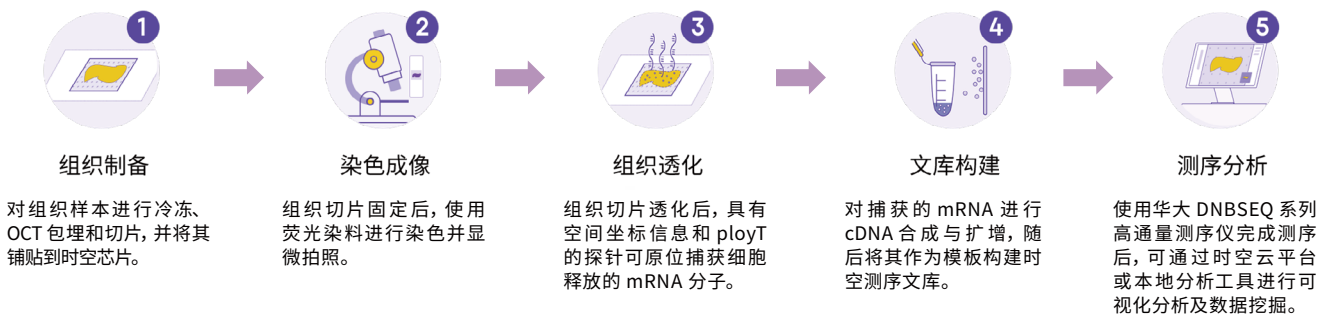 1
组织制备
对组织样本进行冷冻、
OCT 包埋和切片,并将其
铺贴到时空芯片。
2
染色成像
组织切片固定后,使用
荧光染料进行染色并显
微拍照。
3
组织透化
组织切片透化后,具有
空间坐标信息和 ployT
的探针可原位捕获细胞
释放的 mRNA 分子。
4
文库构建
对捕获的 mRNA 进行
cDNA 合成与扩增,随
后将其作为模板构建时
空测序文库。
5
测序分析
使用华大 DNBSEQ 系列
高通量测序仪完成测序
后,可通过时空云平台
或本地分析工具进行可
视化分析及数据挖掘。